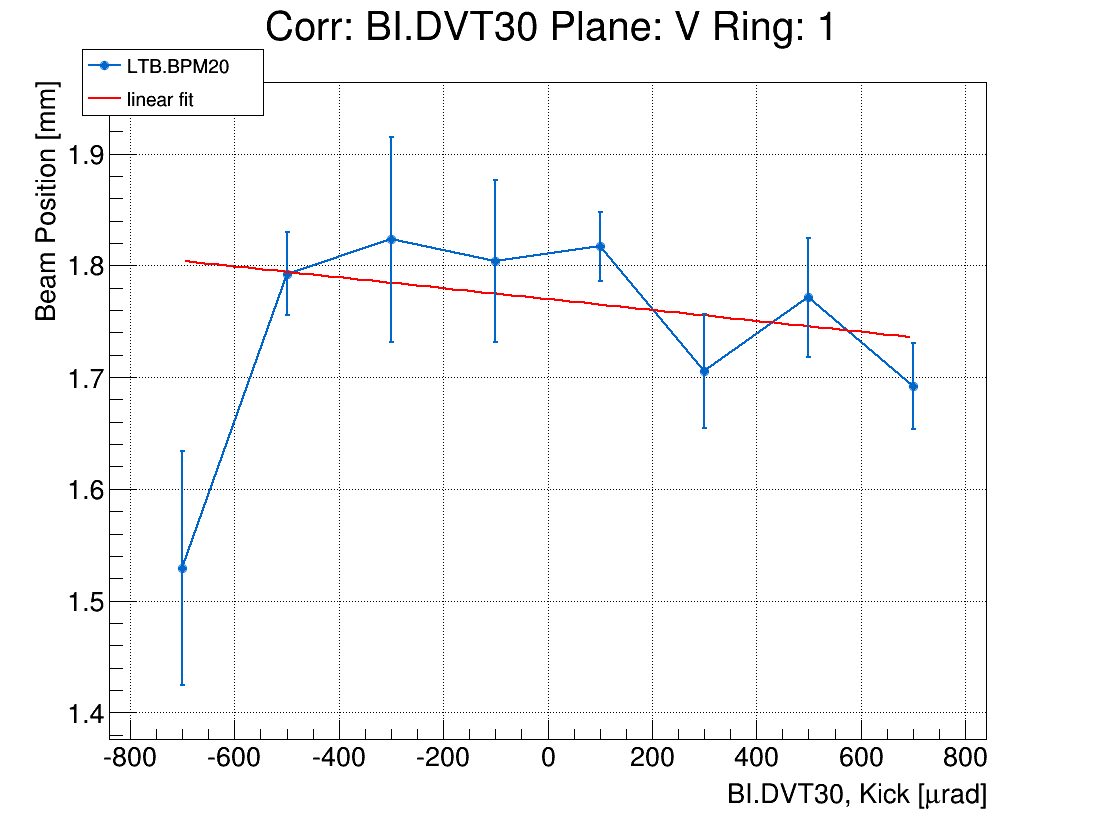 Corr: BI.DVT30 Plane: V Ring: 1
LTB.BPM20
linear fit
Beam Position [mm]
1.9
1.8
1.7
1.6
1.5
1.4
-800 -600 -400 -200 0 200 400 600 800
BI.DVT30, Kick [μrad]